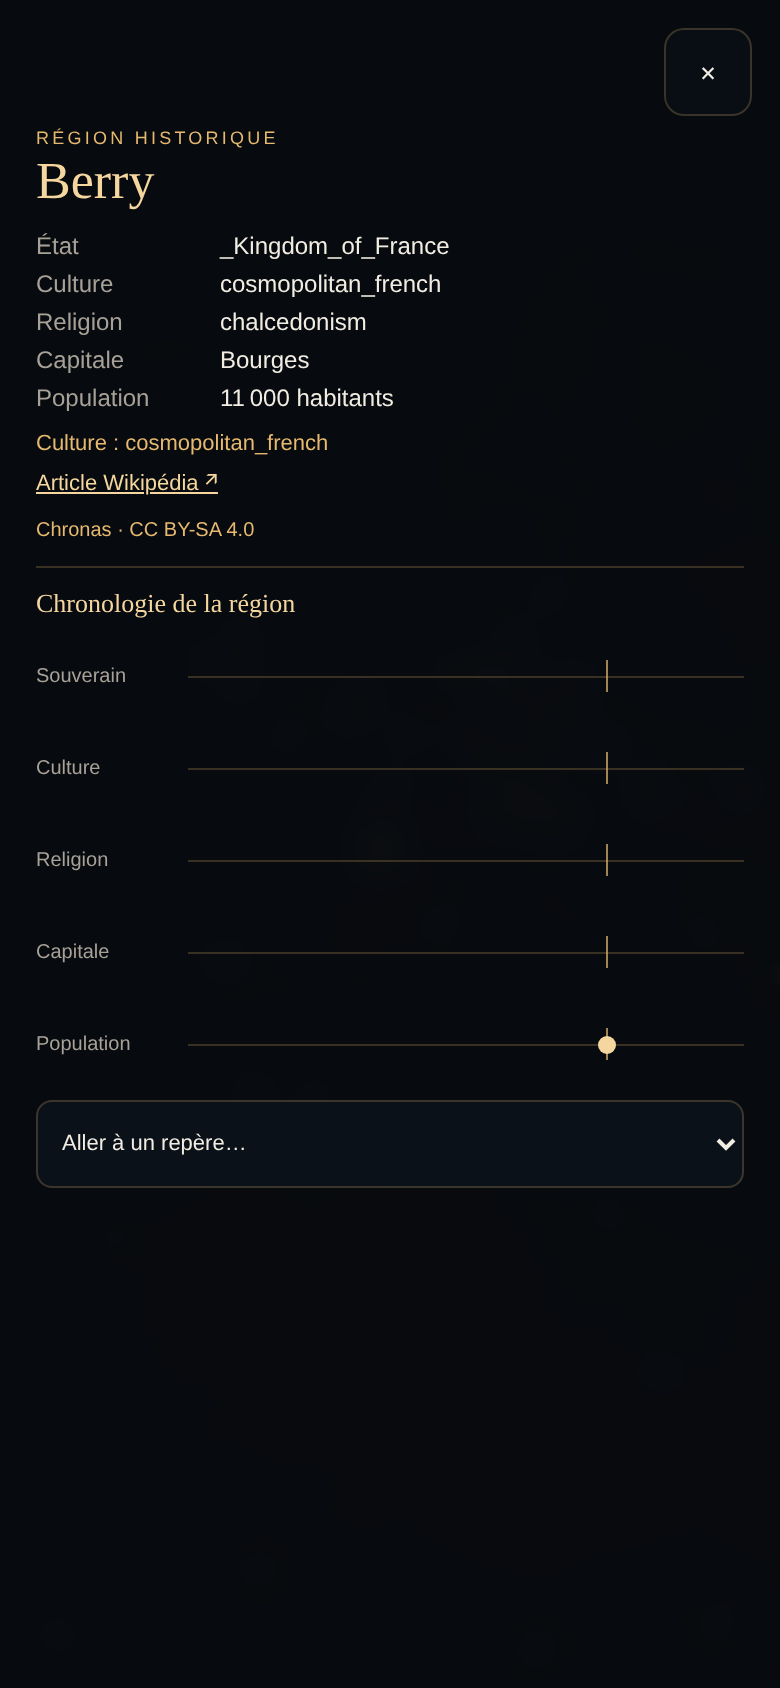 ×
RÉGION HISTORIQUE
Berry
État _Kingdom_of_France
Culture cosmopolitan_french
Religion chalcedonism
Capitale Bourges
Population 11 000 habitants
Culture : cosmopolitan_french
Article Wikipédia ↗
Chronas · CC BY-SA 4.0
Chronologie de la région
Souverain
Culture
Religion
Capitale
Population
Aller à un repère…